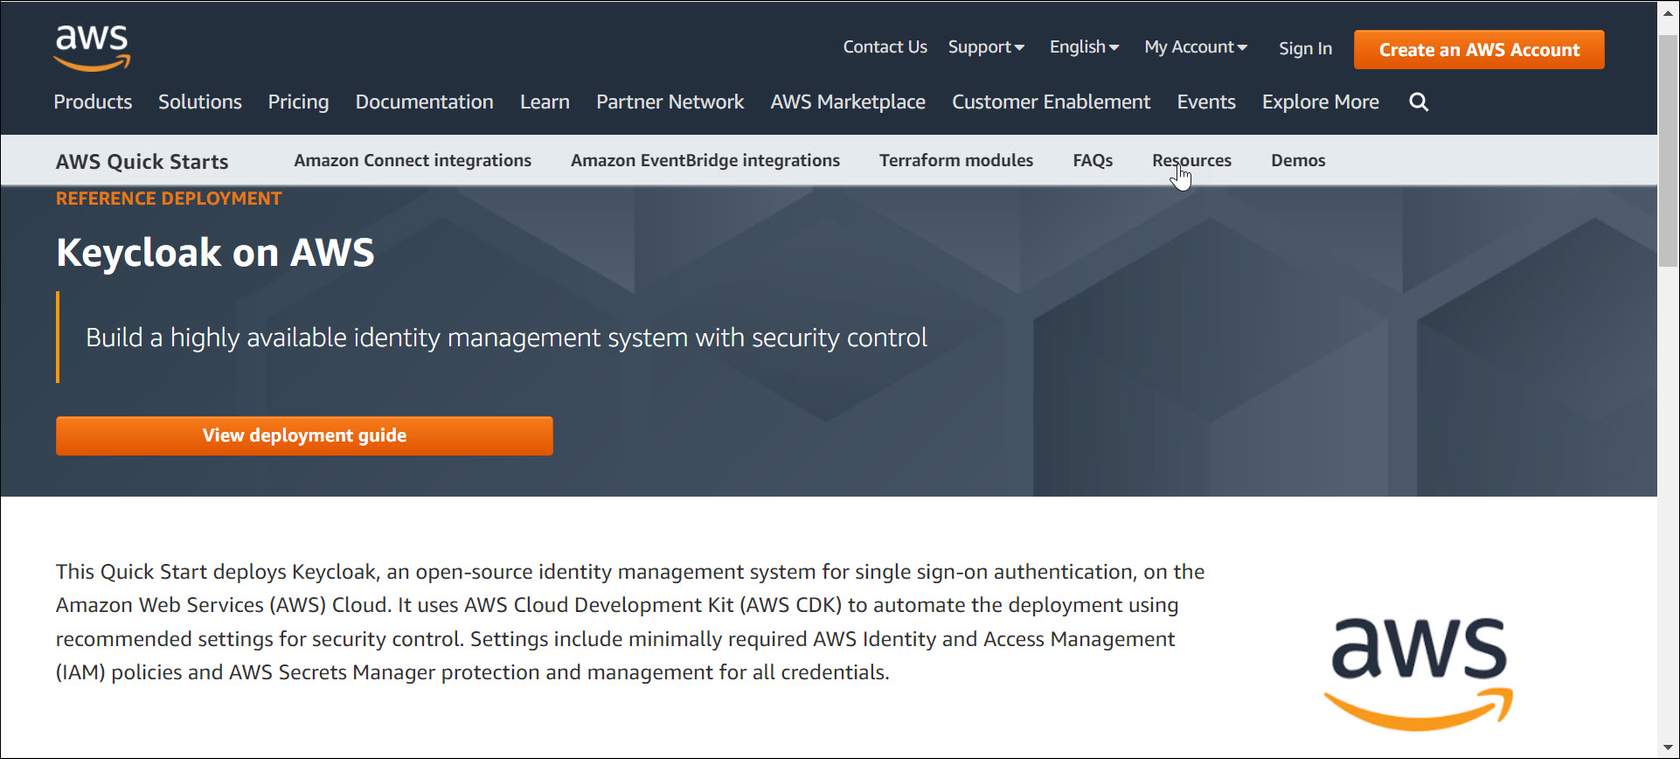 aws
Contact Us Support English My Account Sign In Create an AWS Account
Products Solutions Pricing Documentation Learn Partner Network AWS Marketplace Customer Enablement Events Explore More
AWS Quick Starts Amazon Connect integrations Amazon EventBridge integrations Terraform modules FAQs Resources Demos
REFERENCE DEPLOYMENT
Keycloak on AWS
Build a highly available identity management system with security control
View deployment guide
This Quick Start deploys Keycloak, an open-source identity management system for single sign-on authentication, on the
Amazon Web Services (AWS) Cloud. It uses AWS Cloud Development Kit (AWS CDK) to automate the deployment using
recommended settings for security control. Settings include minimally required AWS Identity and Access Management
(IAM) policies and AWS Secrets Manager protection and management for all credentials.
aws